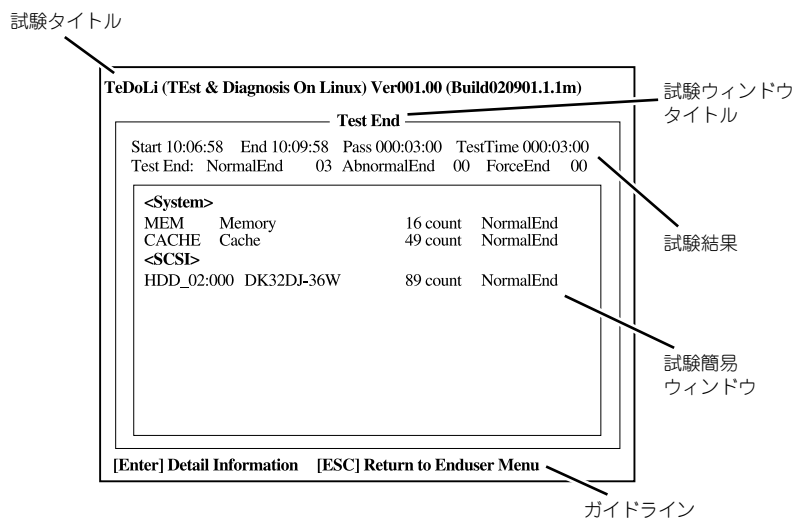 試験タイトル
TeDoLi (TEst & Diagnosis On Linux) Ver001.00 (Build020901.1.1m)
試験ウィンドウ
タイトル
Test End
Start 10:06:58 End 10:09:58 Pass 000:03:00 TestTime 000:03:00
Test End: NormalEnd 03 AbnormalEnd 00 ForceEnd 00
試験結果
<System>
MEM Memory 16 count NormalEnd
CACHE Cache 49 count NormalEnd
<SCSI>
HDD_02:000 DK32DJ-36W 89 count NormalEnd
試験簡易
ウィンドウ
[Enter] Detail Information [ESC] Return to Enduser Menu
ガイドライン